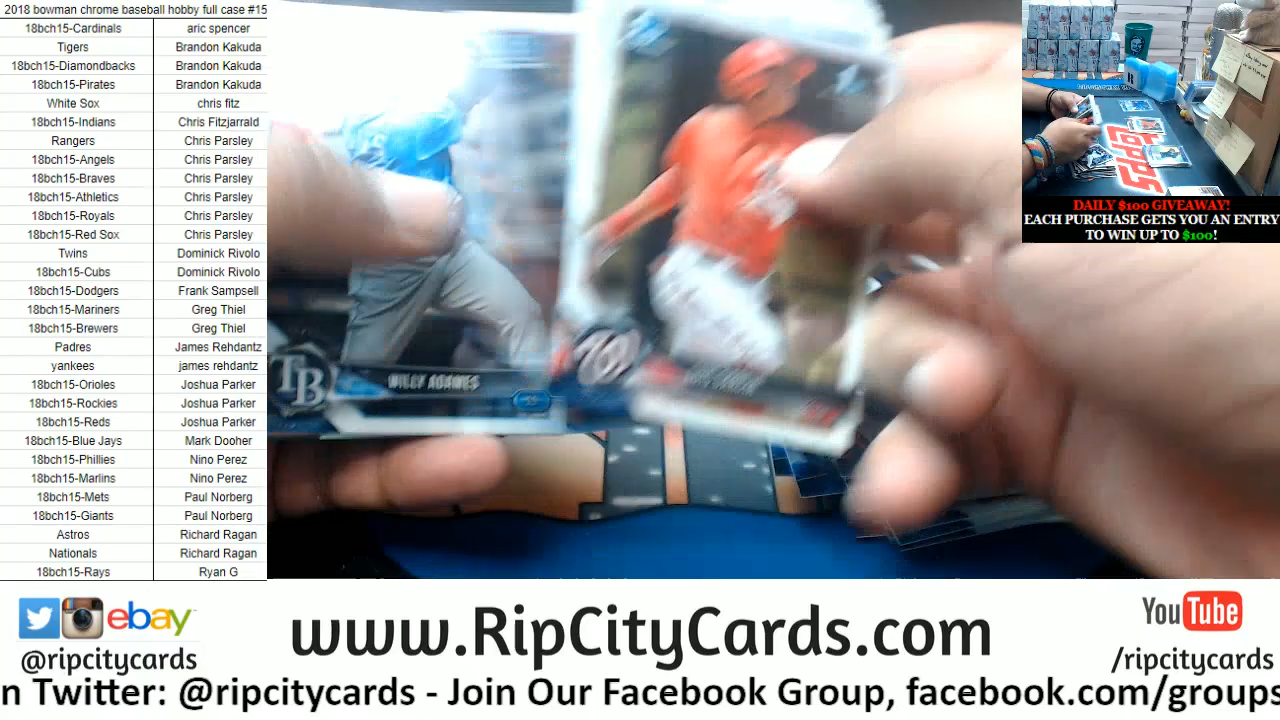 2018 bowman chrome baseball hobby full case #15
18bch15-Cardinals aric spencer
Tigers Brandon Kakuda
18bch15-Diamondbacks Brandon Kakuda
18bch15-Pirates Brandon Kakuda
White Sox chris fitz
18bch15-Indians Chris Fitzjarrald
Rangers Chris Parsley
18bch15-Angels Chris Parsley
18bch15-Braves Chris Parsley
18bch15-Athletics Chris Parsley
18bch15-Royals Chris Parsley
18bch15-Red Sox Chris Parsley
Twins Dominick Rivolo
18bch15-Cubs Dominick Rivolo
18bch15-Dodgers Frank Sampsell
18bch15-Mariners Greg Thiel
18bch15-Brewers Greg Thiel
Padres James Rehdantz
yankees james rehdantz
18bch15-Orioles Joshua Parker
18bch15-Rockies Joshua Parker
18bch15-Reds Joshua Parker
18bch15-Blue Jays Mark Dooher
18bch15-Phillies Nino Perez
18bch15-Marlins Nino Perez
18bch15-Mets Paul Norberg
18bch15-Giants Paul Norberg
Astros Richard Ragan
Nationals Richard Ragan
18bch15-Rays Ryan G
TB
WILLY ADAMES
W
Topps
DAILY $100 GIVEAWAY!
EACH PURCHASE GETS YOU AN ENTRY
TO WIN UP TO $100!
ebay
@ripcitycards
www.RipCityCards.com
YouTube
/ripcitycards
n Twitter: @ripcitycards - Join Our Facebook Group, facebook.com/groups